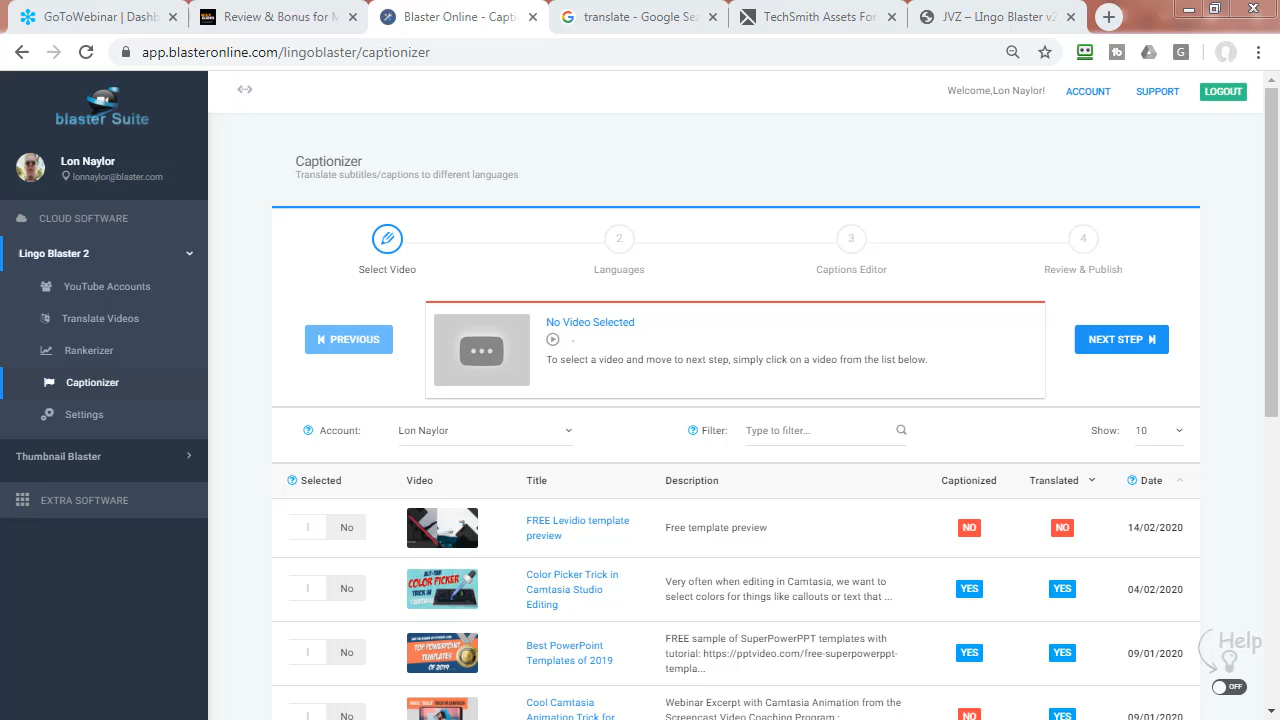 GoToWebinar | Dashb
Review & Bonus for M
Blaster Online - Capti
translate - Google Sea
TechSmith Assets For
JVZ – LIngo Blaster v2
app.blasteronline.com/lingoblaster/captionizer
blaster Suite
Lon Naylor
lonnaylor@blaster.com
CLOUD SOFTWARE
Lingo Blaster 2
YouTube Accounts
Translate Videos
Rankerizer
Captionizer
Settings
Thumbnail Blaster
EXTRA SOFTWARE
Welcome,Lon Naylor!
ACCOUNT
SUPPORT
LOGOUT
Captionizer
Translate subtitles/captions to different languages
2
3
4
Select Video
Languages
Captions Editor
Review & Publish
PREVIOUS
No Video Selected
To select a video and move to next step, simply click on a video from the list below.
NEXT STEP
Account: Lon Naylor
Filter: Type to filter...
Show: 10
Selected Video Title Description Captionized Translated Date
No
FREE Levidio template
preview
Free template preview
NO
NO
14/02/2020
No
COLOR PICKER
Color Picker Trick in
Camtasia Studio
Editing
Very often when editing in Camtasia, we want to
select colors for things like callouts or text that ...
YES
YES
04/02/2020
No
TOP POWERPOINT
TEMPLATES
OF 2019...
Best PowerPoint
Templates of 2019
FREE sample of SuperPowerPPT templates with
tutorial: https://pptvideo.com/free-superpowerppt-
templa...
YES
YES
09/01/2020
No
Cool Camtasia
Animation Trick for
Webinar Excerpt with Camtasia Animation from the
Screencast Video Coaching Program :
NO
YES
09/01/2020
Help
OFF